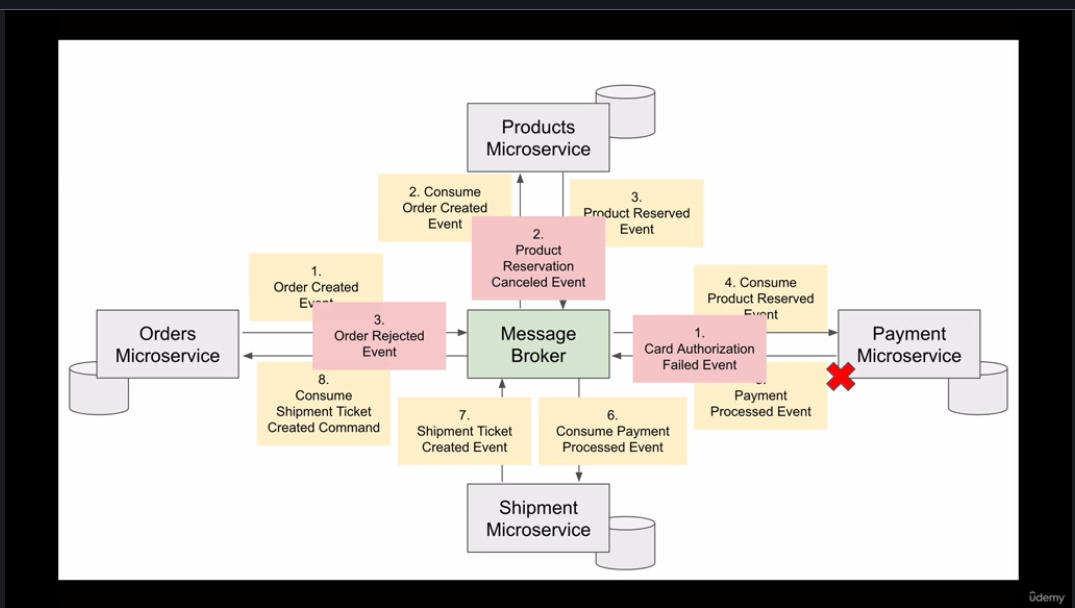 Products
Microservice
2. Consume
Order Created
Event
3.
Product Reserved
Event
2.
Product
Reservation
Canceled Event
1.
Order Created
Event
4. Consume
Product Reserved
Event
Orders
Microservice
3.
Order Rejected
Event
Message
Broker
1.
Card Authorization
Failed Event
Payment
Microservice
8.
Consume
Shipment Ticket
Created Command
Payment
Processed Event
7.
Shipment Ticket
Created Event
6.
Consume Payment
Processed Event
Shipment
Microservice
ûdemy